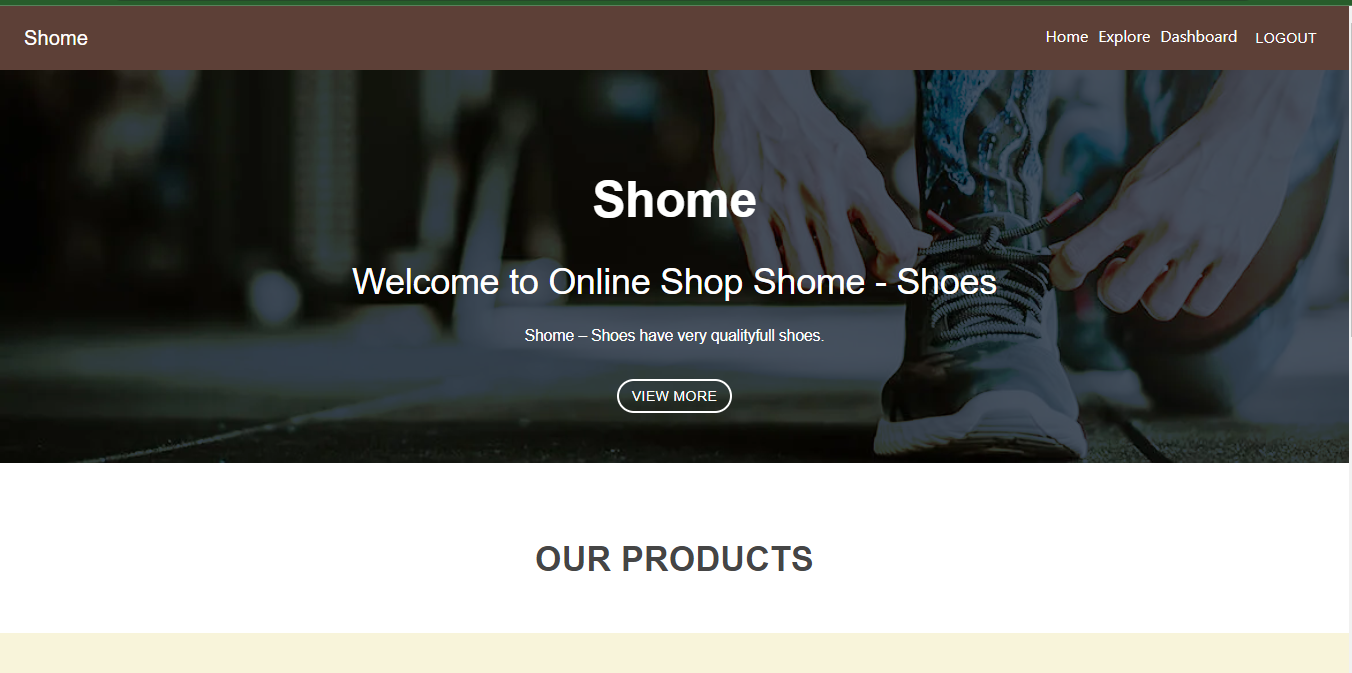 Shome
Home Explore Dashboard LOGOUT
Shome
Welcome to Online Shop Shome - Shoes
Shome – Shoes have very qualityfull shoes.
VIEW MORE
OUR PRODUCTS